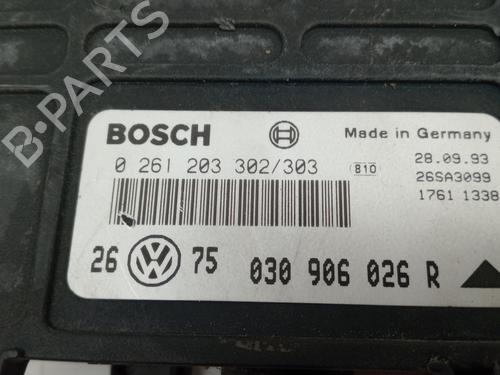 BOSCH
Made in Germany
0 261 203 302/303
B10
28.09.93
26SA3099
1761 1338
26 VW 75 030 906 026 R
B-PARTS